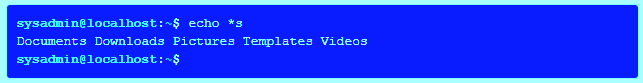 sysadmin@localhost:~$ echo *s
Documents Downloads Pictures Templates Videos
sysadmin@localhost:~$